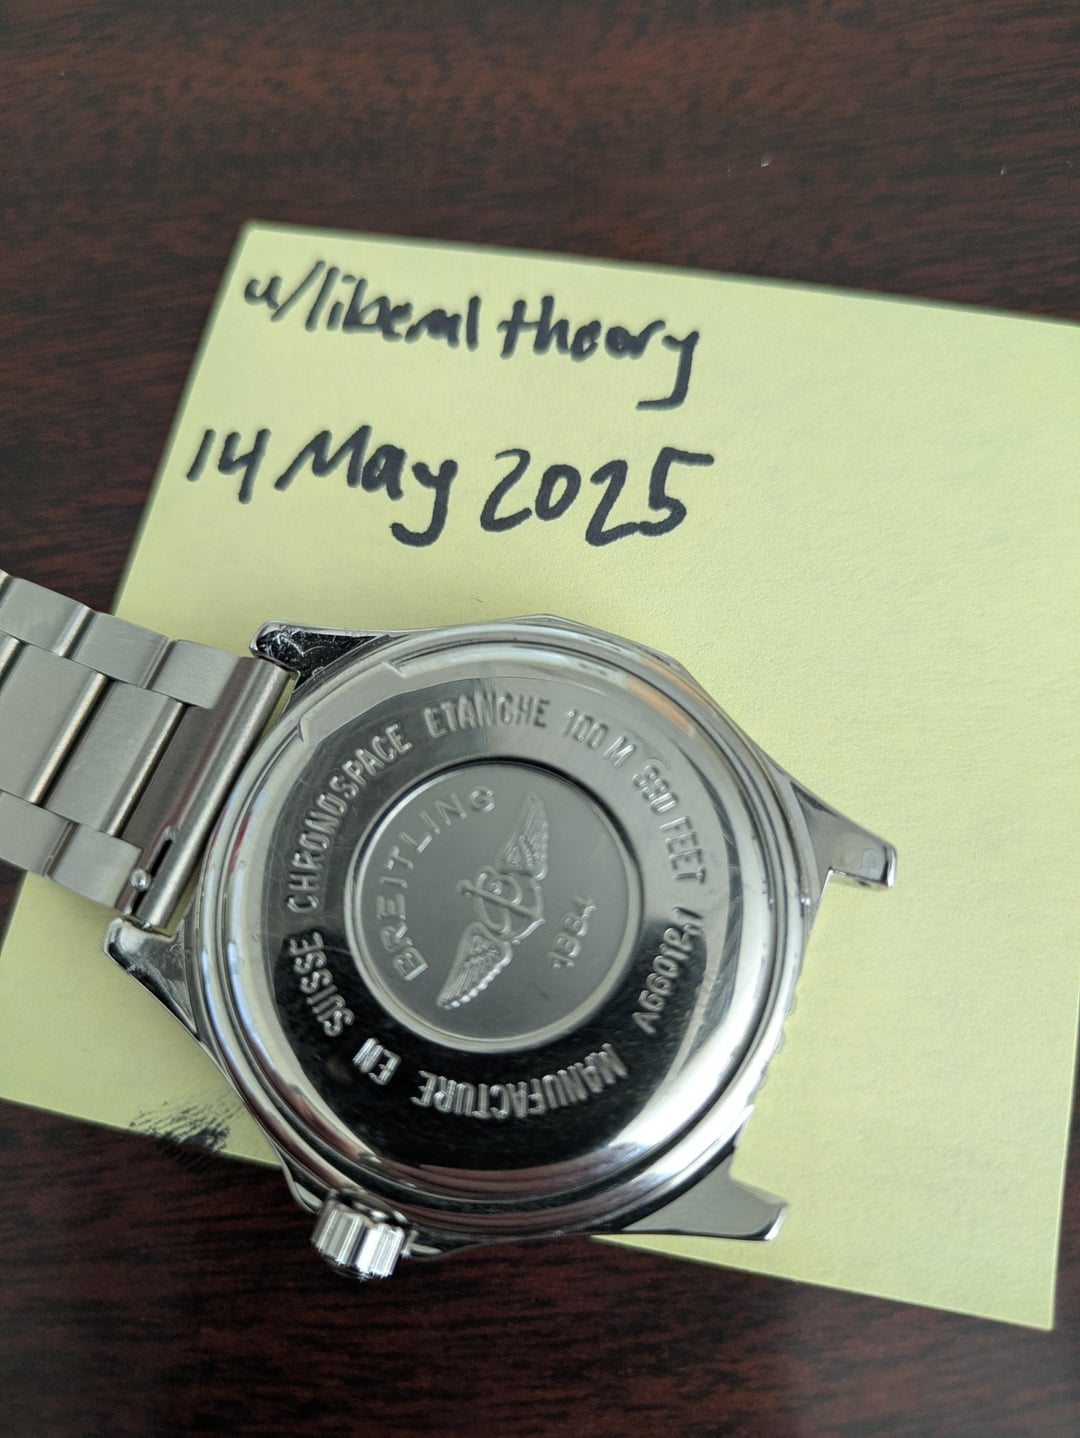 u/liberal theory
14 May 2025
CHRONOSPACE ETANCHE 100 M 330 FEET
MANUFACTURE EN SUISSE
BREITLING
1884